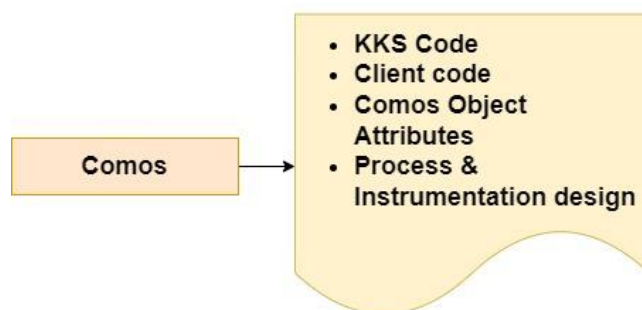 Comos
• KKS Code
• Client code
• Comos Object
Attributes
• Process &
Instrumentation design